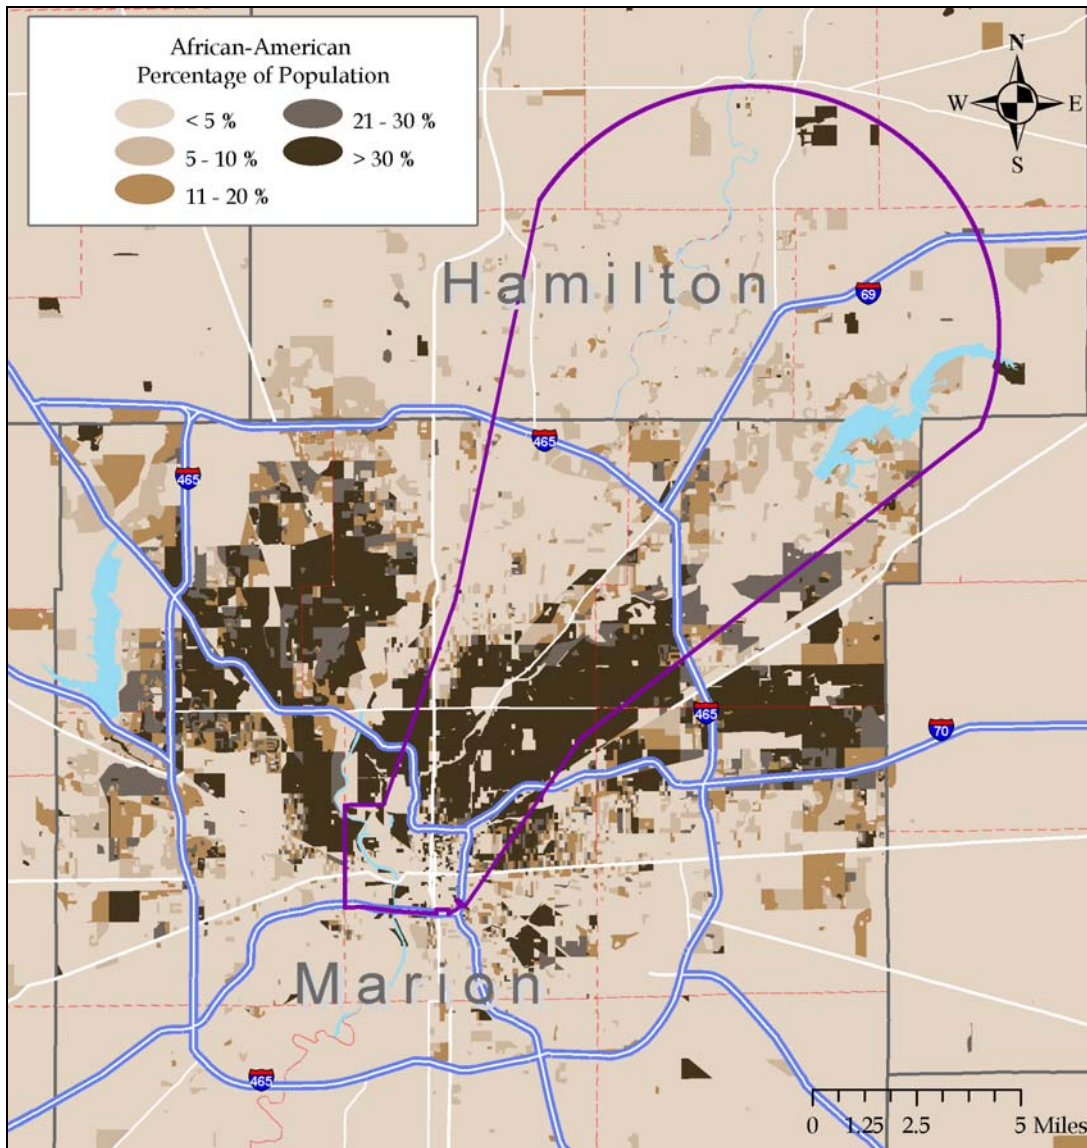 African-American
Percentage of Population
< 5 %
21 - 30 %
5 - 10 %
> 30 %
11 - 20 %
N
W
E
S
Hamilton
69
465
465
465
70
Marion
465
0 1.25 2.5 5 Miles